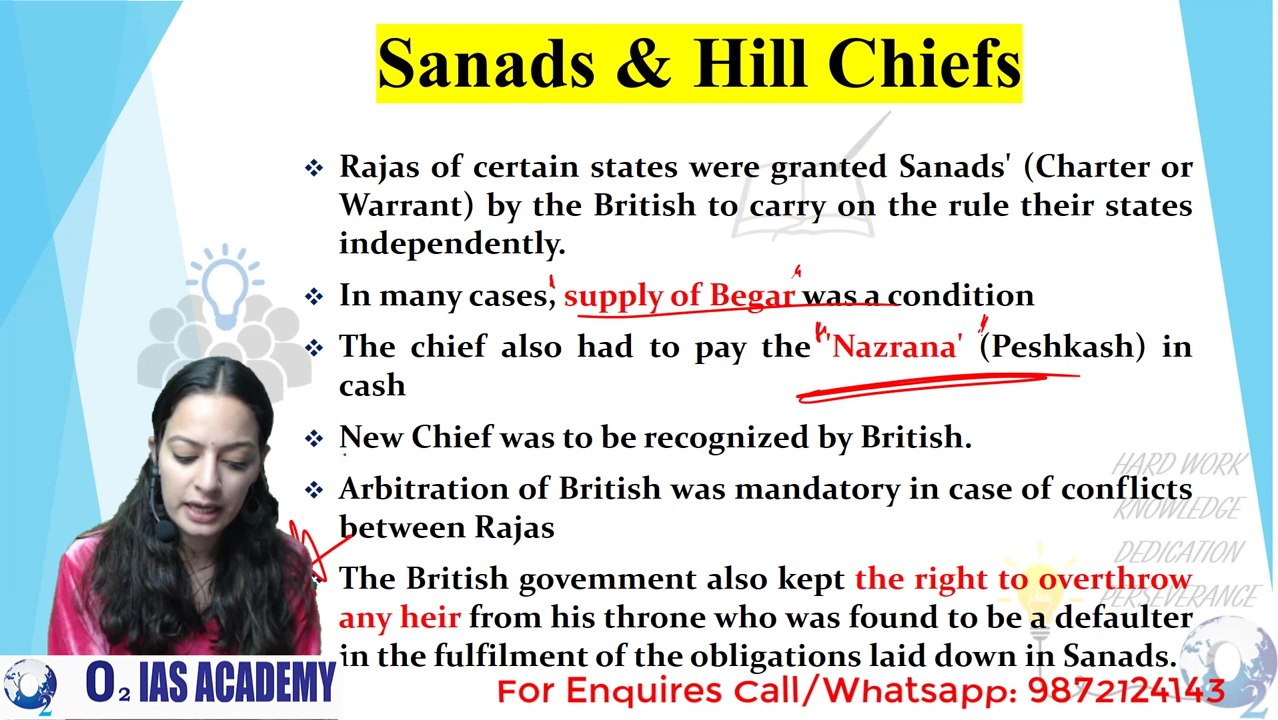 Sanads & Hill Chiefs
❖ Rajas of certain states were granted Sanads' (Charter or
Warrant) by the British to carry on the rule their states
independently.
❖ In many cases, supply of Begar was a condition
❖ The chief also had to pay the 'Nazrana' (Peshkash) in
cash
❖ New Chief was to be recognized by British.
❖ Arbitration of British was mandatory in case of conflicts
between Rajas
The British govemment also kept the right to overthrow
any heir from his throne who was found to be a defaulter
in the fulfilment of the obligations laid down in Sanads.
HARD WORK
KNOWLEDGE
DEDICATION
PERSEVERANCE
O2 IAS ACADEMY
For Enquires Call/Whatsapp: 9872124143